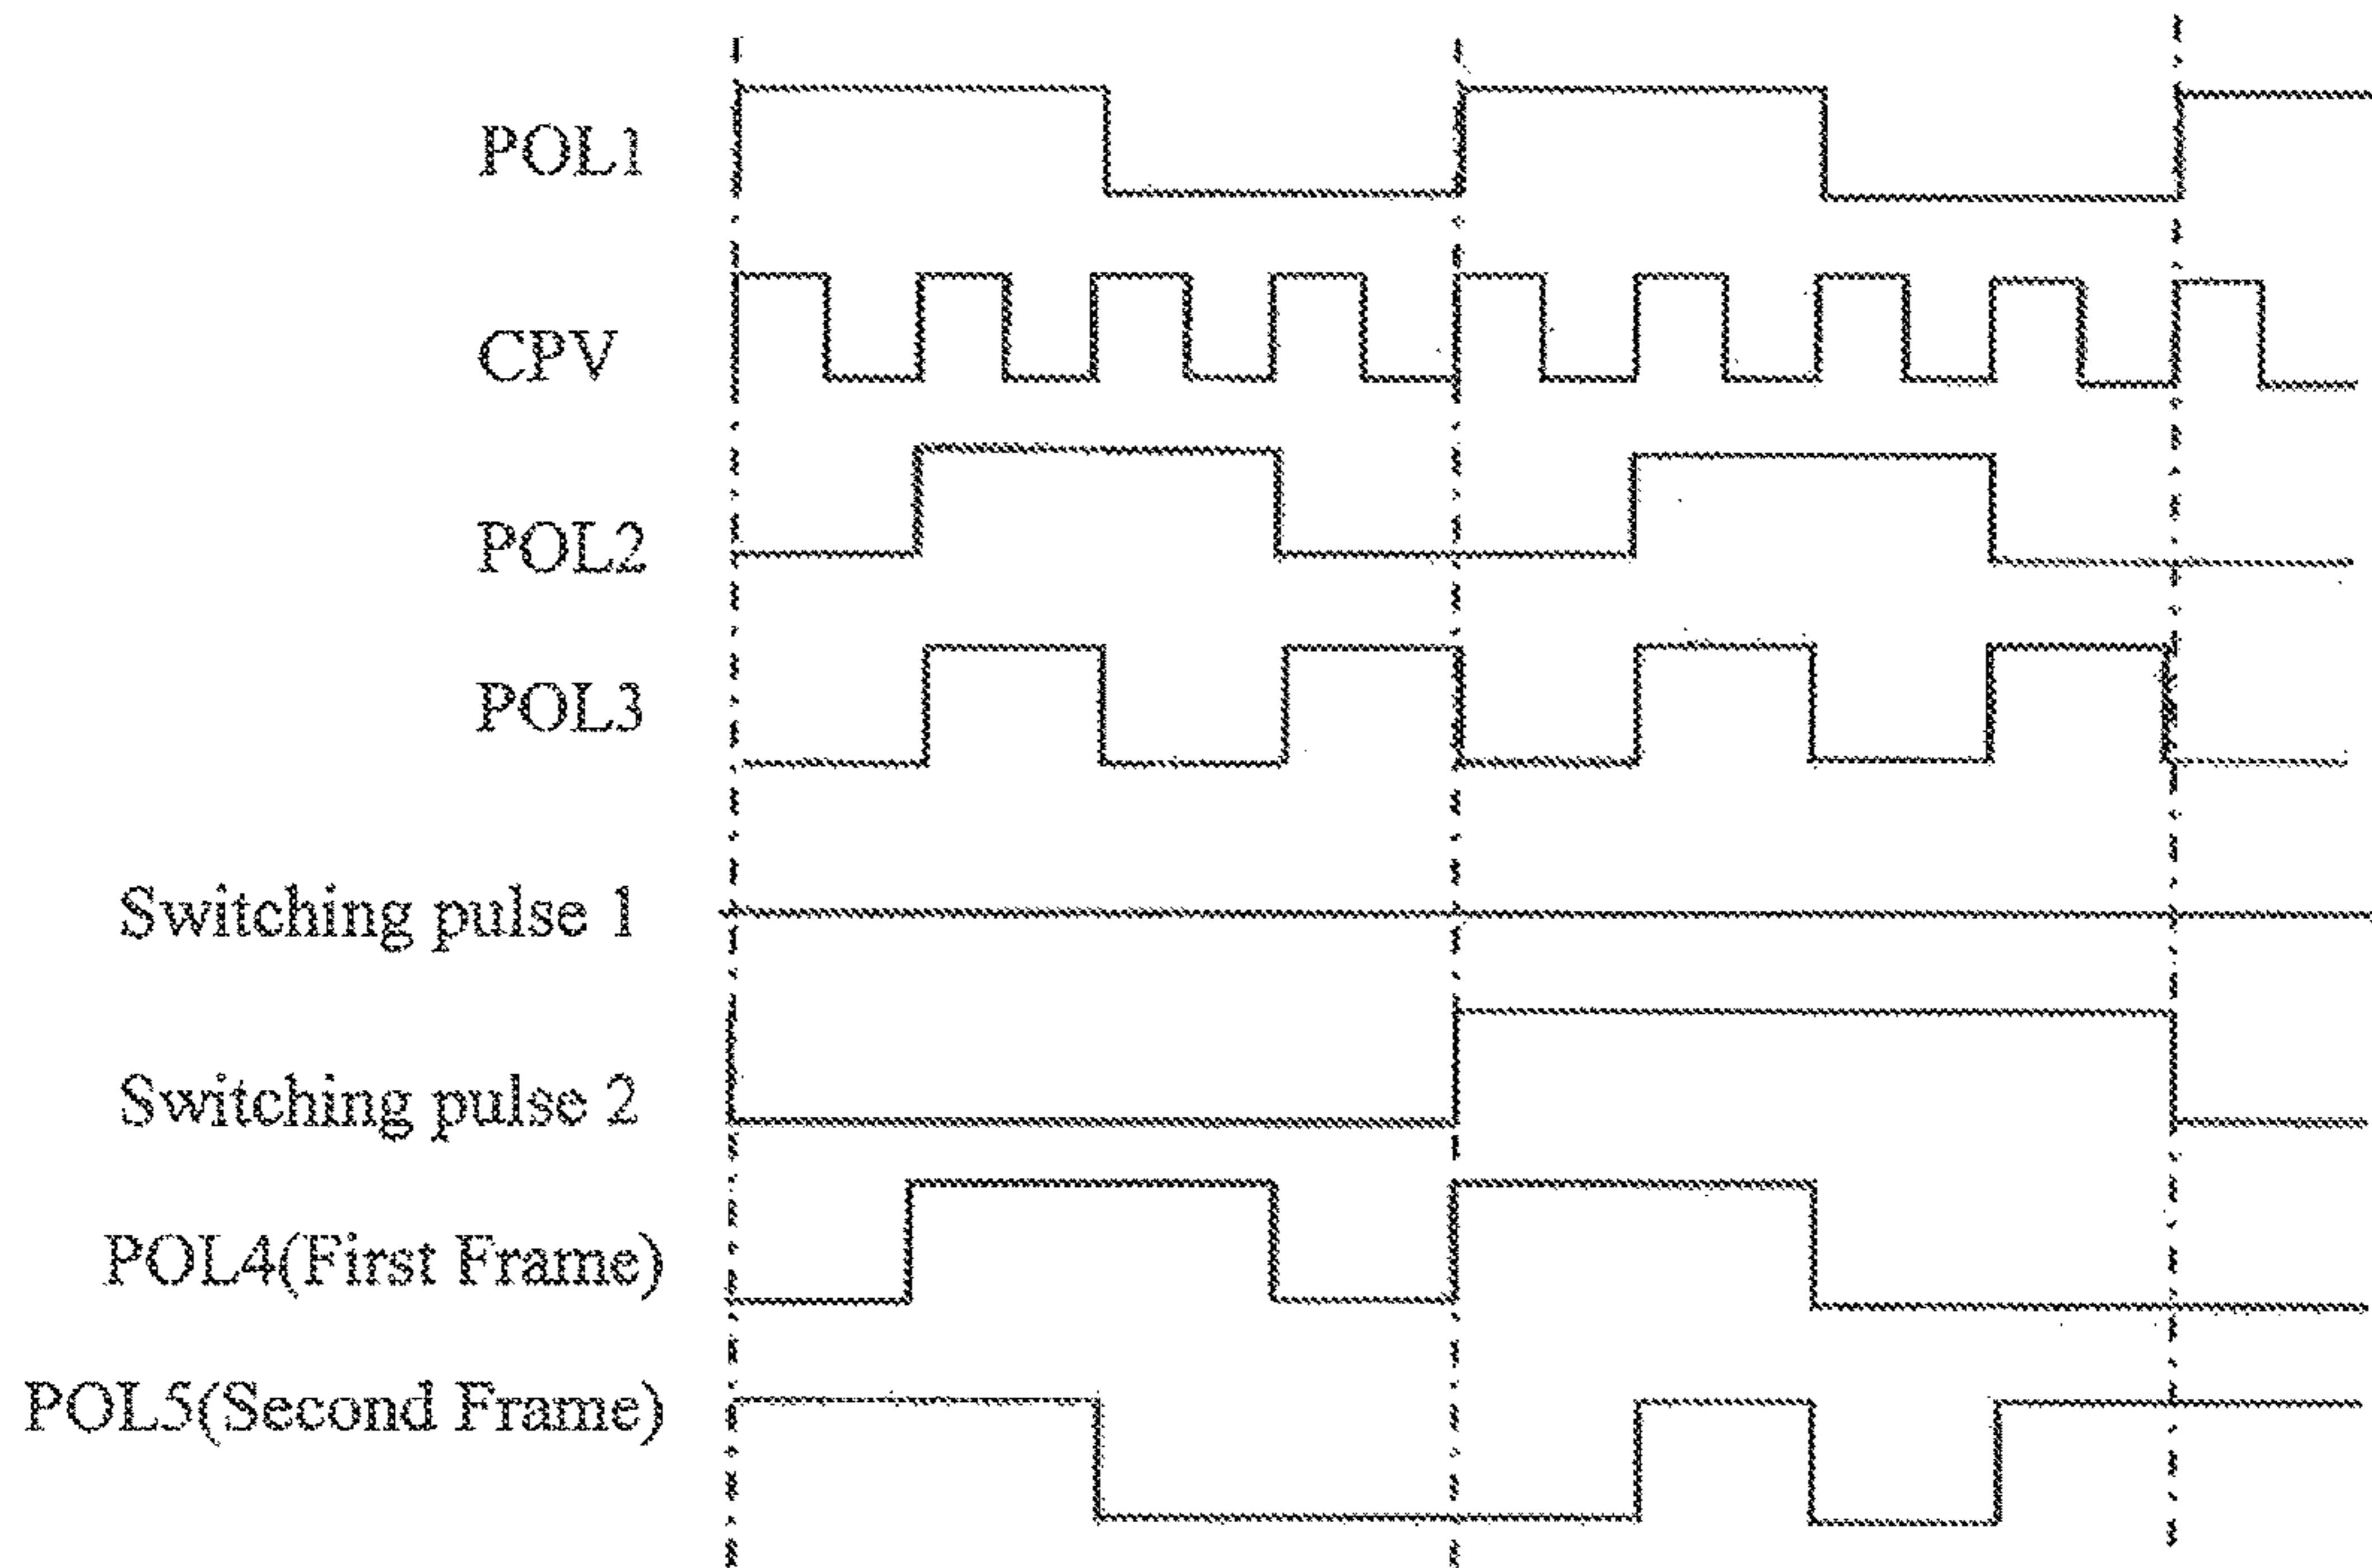 POL1
CPV
POL2
POL3
Switching pulse 1
Switching pulse 2
POL4(First Frame)
POL5(Second Frame)